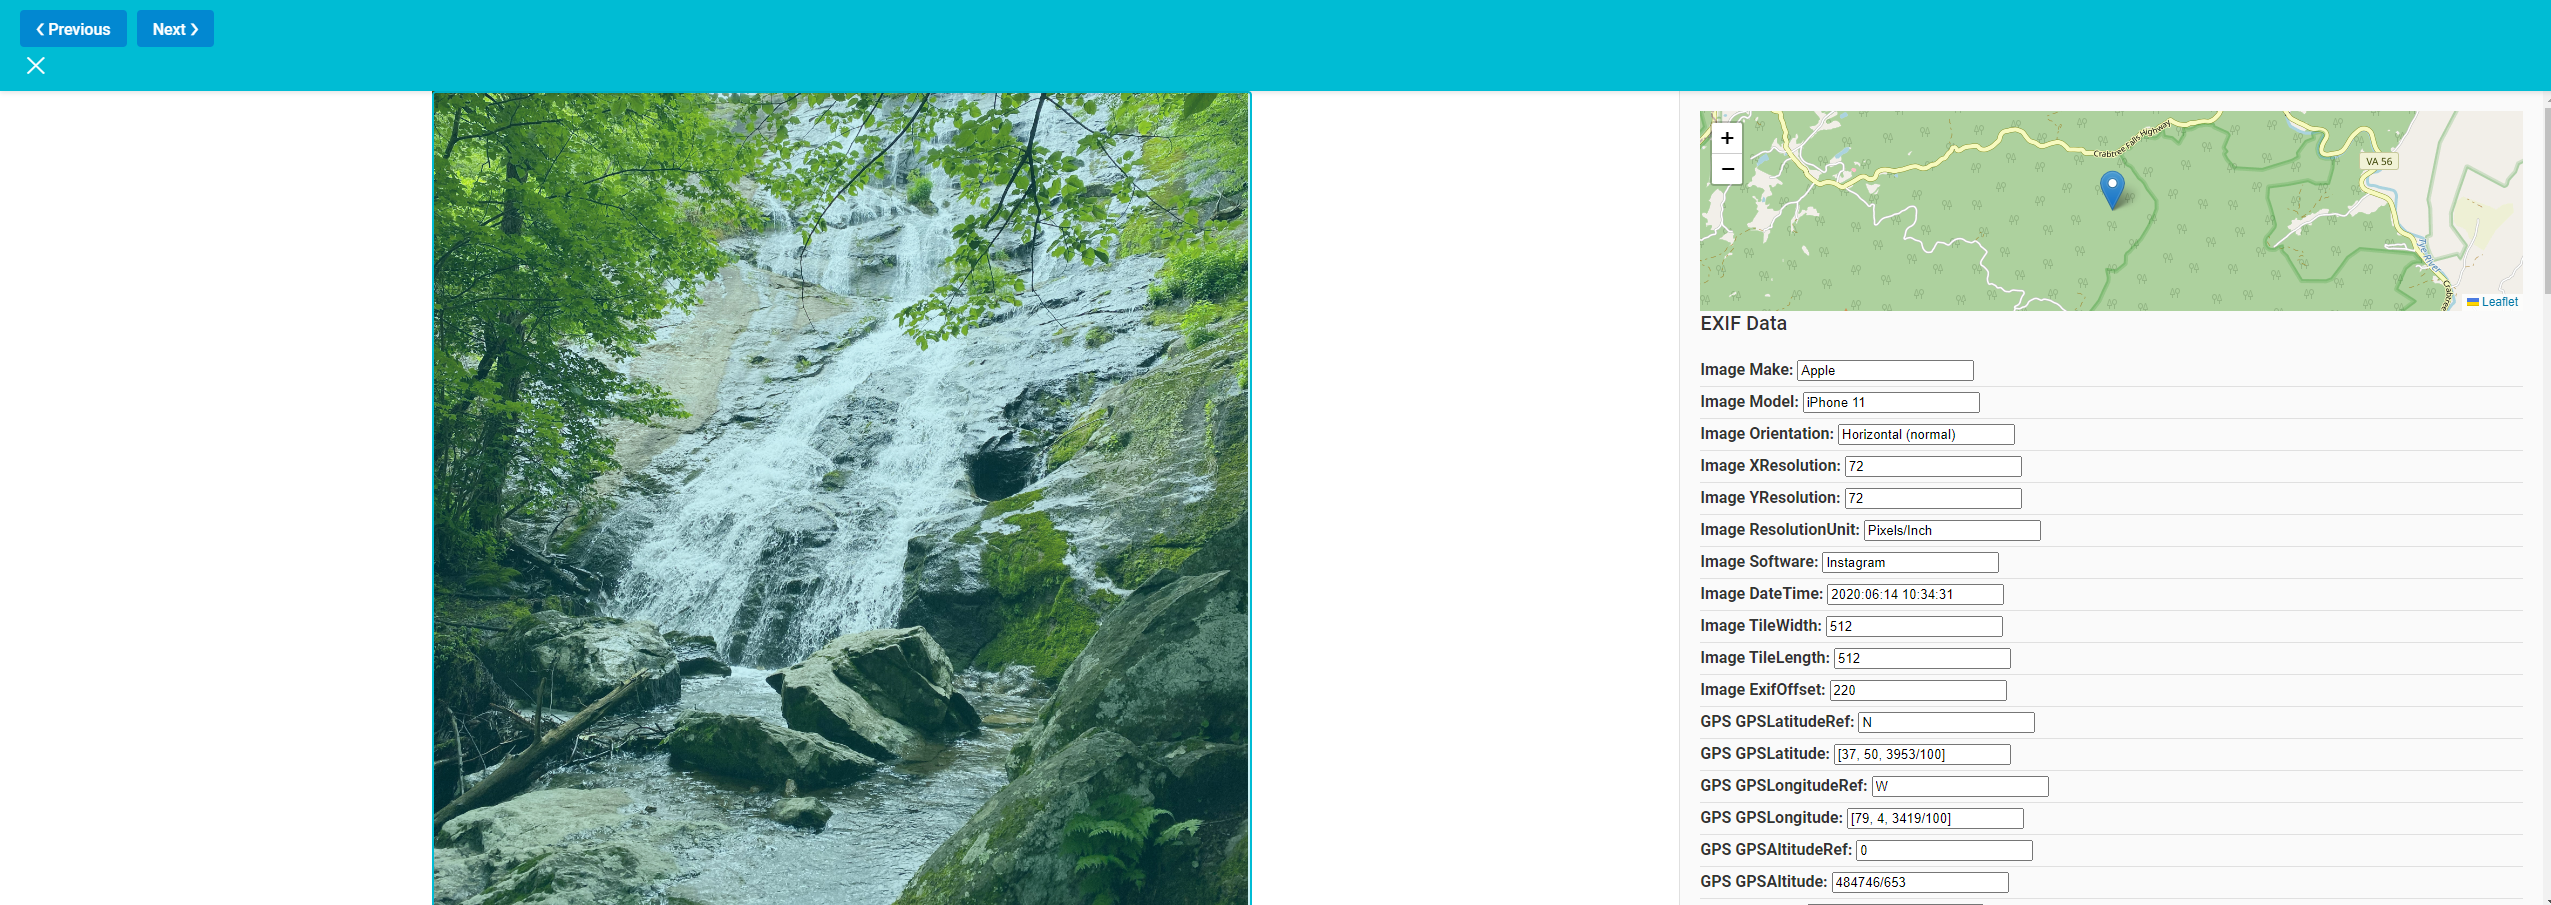 ❮ Previous
Next ❯
×
+
−
Crabtree Falls Highway
VA 56
Tye River
Leaflet
EXIF Data
Image Make: Apple
Image Model: iPhone 11
Image Orientation: Horizontal (normal)
Image XResolution: 72
Image YResolution: 72
Image ResolutionUnit: Pixels/Inch
Image Software: Instagram
Image DateTime: 2020:06:14 10:34:31
Image TileWidth: 512
Image TileLength: 512
Image ExifOffset: 220
GPS GPSLatitudeRef: N
GPS GPSLatitude: [37, 50, 3953/100]
GPS GPSLongitudeRef: W
GPS GPSLongitude: [79, 4, 3419/100]
GPS GPSAltitudeRef: 0
GPS GPSAltitude: 484746/653